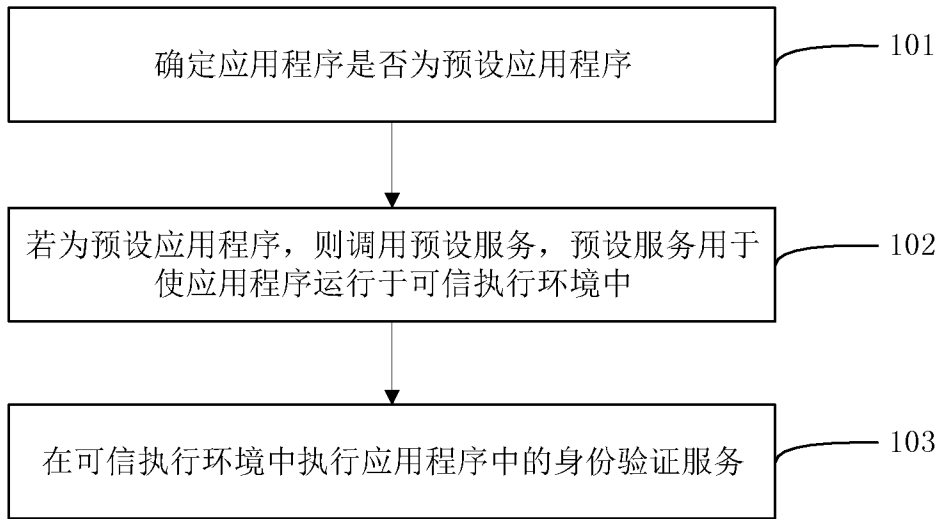 确定应用程序是否为预设应用程序
101
若为预设应用程序，则调用预设服务，预设服务用于
使应用程序运行于可信执行环境中
102
在可信执行环境中执行应用程序中的身份验证服务
103